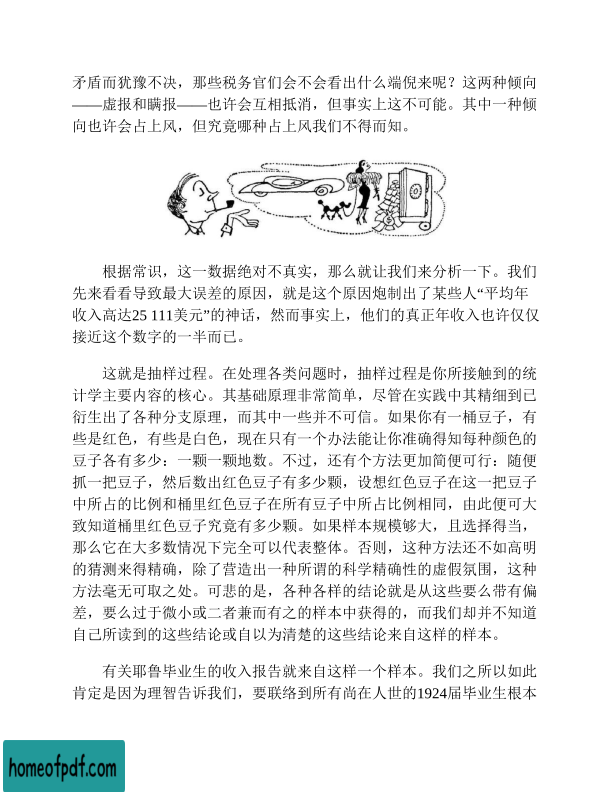 矛盾而犹豫不决，那些税务官们会不会看出什么端倪来呢？这两种倾向
——虚报和瞒报——也许会互相抵消，但事实上这不可能。其中一种倾
向也许会占上风，但究竟哪种占上风我们不得而知。
根据常识，这一数据绝对不真实，那么就让我们来分析一下。我们
先来看看导致最大误差的原因，就是这个原因炮制出了某些人“平均年
收入高达25 111美元”的神话，然而事实上，他们的真正年收入也许仅仅
接近这个数字的一半而已。
这就是抽样过程。在处理各类问题时，抽样过程是你所接触到的统
计学主要内容的核心。其基础原理非常简单，尽管在实践中其精细到已
衍生出了各种分支原理，而其中一些并不可信。如果你有一桶豆子，有
些是红色，有些是白色，现在只有一个办法能让你准确得知每种颜色的
豆子各有多少：一颗一颗地数。不过，还有个方法更加简便可行：随便
抓一把豆子，然后数出红色豆子有多少颗，设想红色豆子在这一把豆子
中所占的比例和桶里红色豆子在所有豆子中所占比例相同，由此便可大
致知道桶里红色豆子究竟有多少颗。如果样本规模够大，且选择得当，
那么它在大多数情况下完全可以代表整体。否则，这种方法还不如高明
的猜测来得精确，除了营造出一种所谓的科学精确性的虚假氛围，这种
方法毫无可取之处。可悲的是，各种各样的结论就是从这些要么带有偏
差，要么过于微小或二者兼而有之的样本中获得的，而我们却并不知道
自己所读到的这些结论或自以为清楚的这些结论来自这样的样本。
有关耶鲁毕业生的收入报告就来自这样一个样本。我们之所以如此
肯定是因为理智告诉我们，要联络到所有尚在人世的1924届毕业生根本
homeofpdf.com